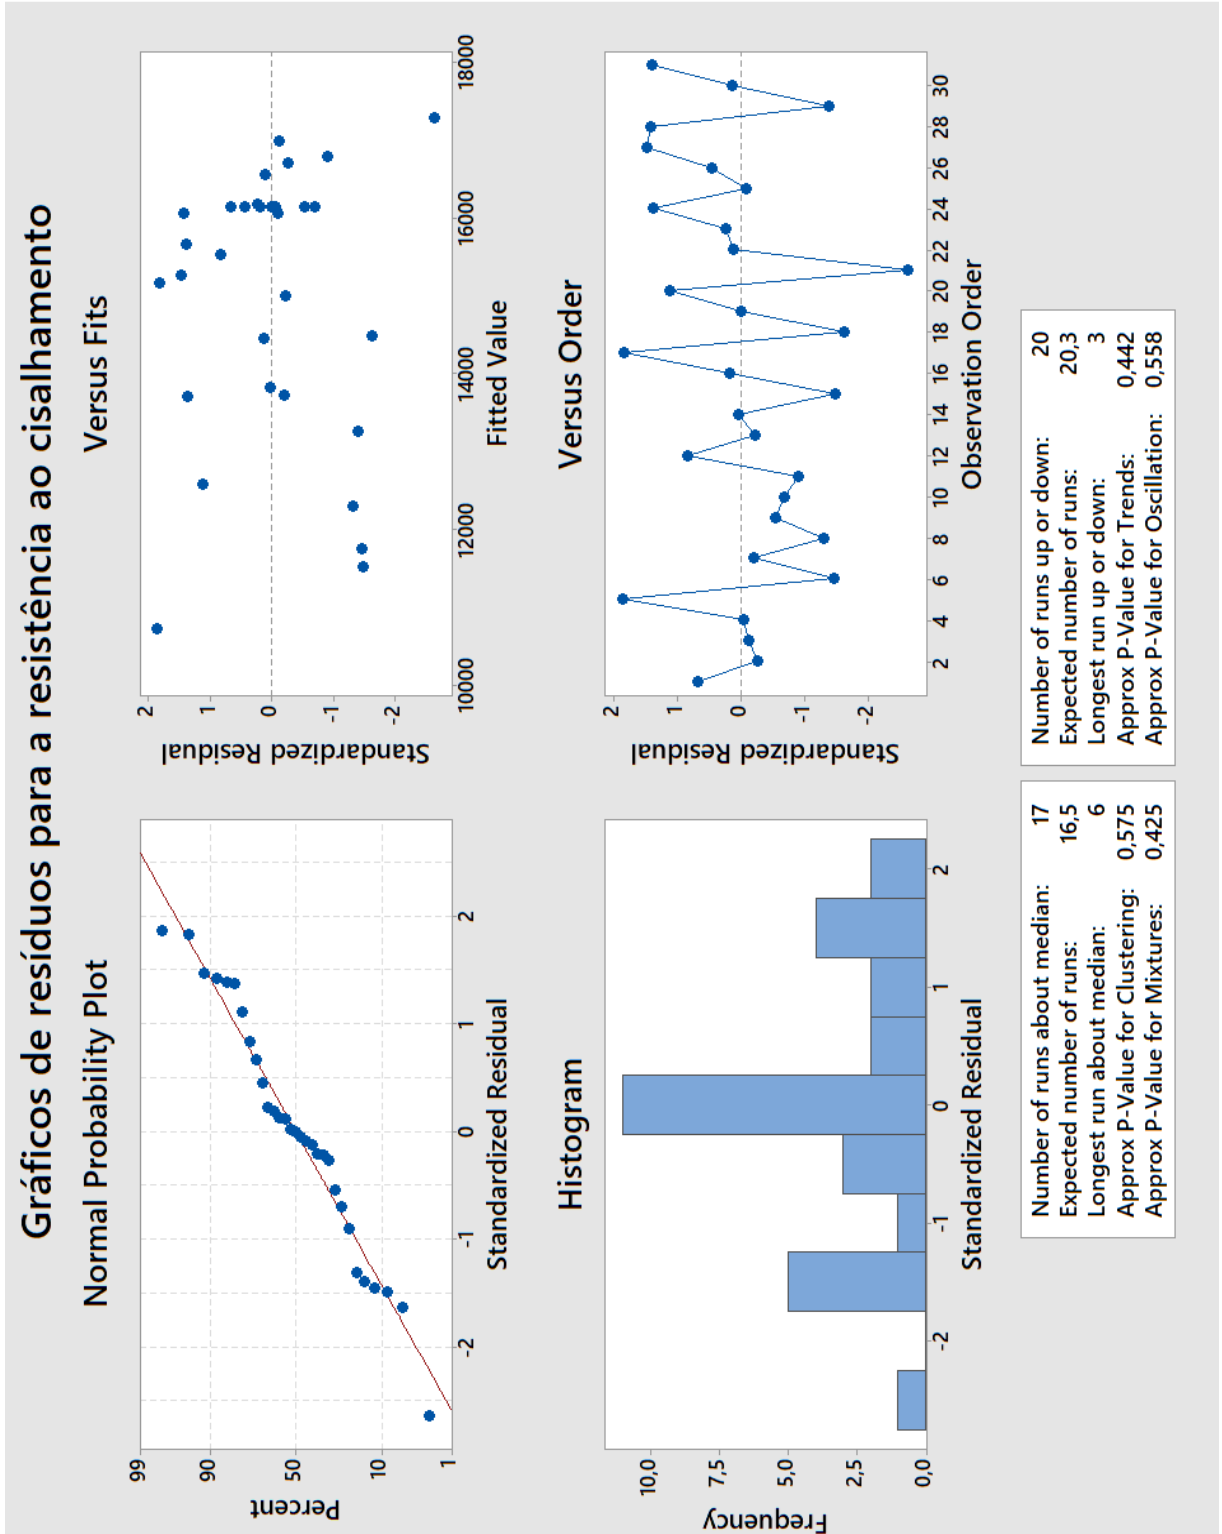 Gráficos de resíduos para a resistência ao cisalhamento
Normal Probability Plot
99
90
50
10
1
Percent
-2
-1
0
1
2
Standardized Residual
Versus Fits
2
1
0
-1
-2
Standardized Residual
10000
12000
14000
16000
18000
Fitted Value
Histogram
10,0
7,5
5,0
2,5
0,0
Frequency
-2
-1
0
1
2
Standardized Residual
Versus Order
2
1
0
-1
-2
Standardized Residual
2
4
6
8
10
12
14
16
18
20
22
24
26
28
30
Observation Order
Number of runs about median: 17
Expected number of runs: 16,5
Longest run about median: 6
Approx P-Value for Clustering: 0,575
Approx P-Value for Mixtures: 0,425
Number of runs up or down: 20
Expected number of runs: 20,3
Longest run up or down: 3
Approx P-Value for Trends: 0,442
Approx P-Value for Oscillation: 0,558